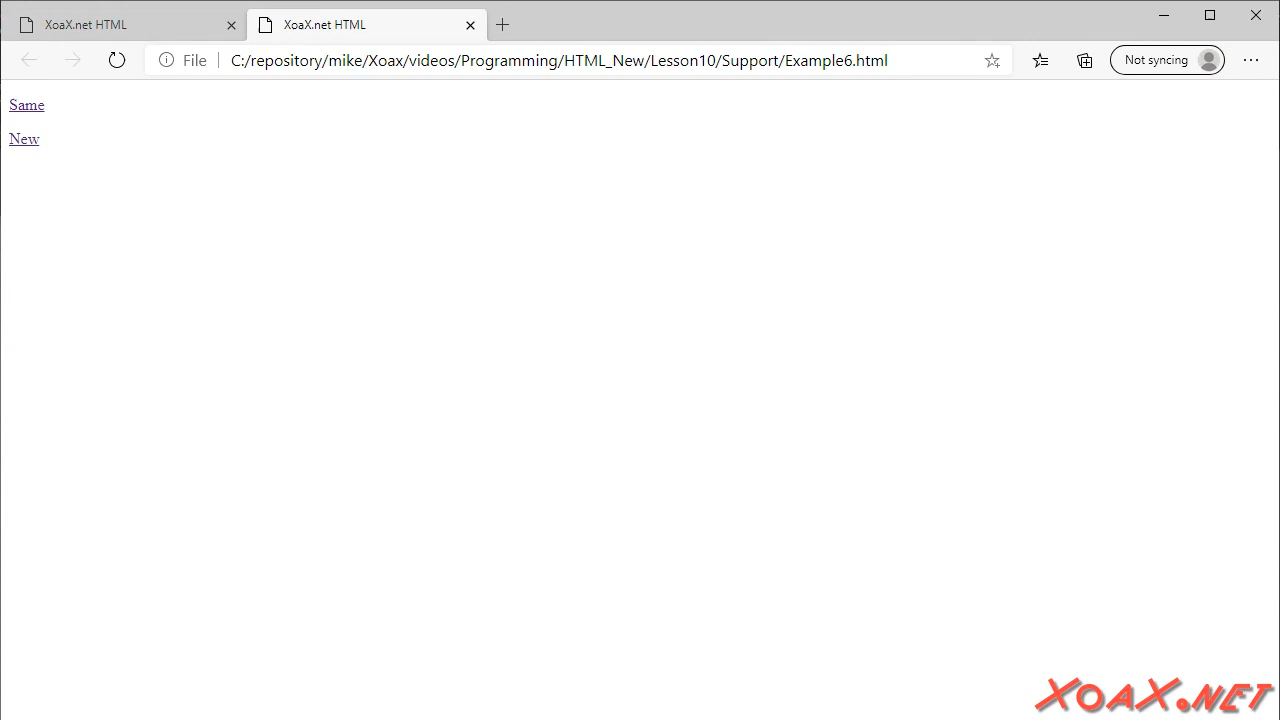 XoaX.net HTML
XoaX.net HTML
File
C:/repository/mike/Xoax/videos/Programming/HTML_New/Lesson10/Support/Example6.html
Not syncing
Same
New
XoaX.net